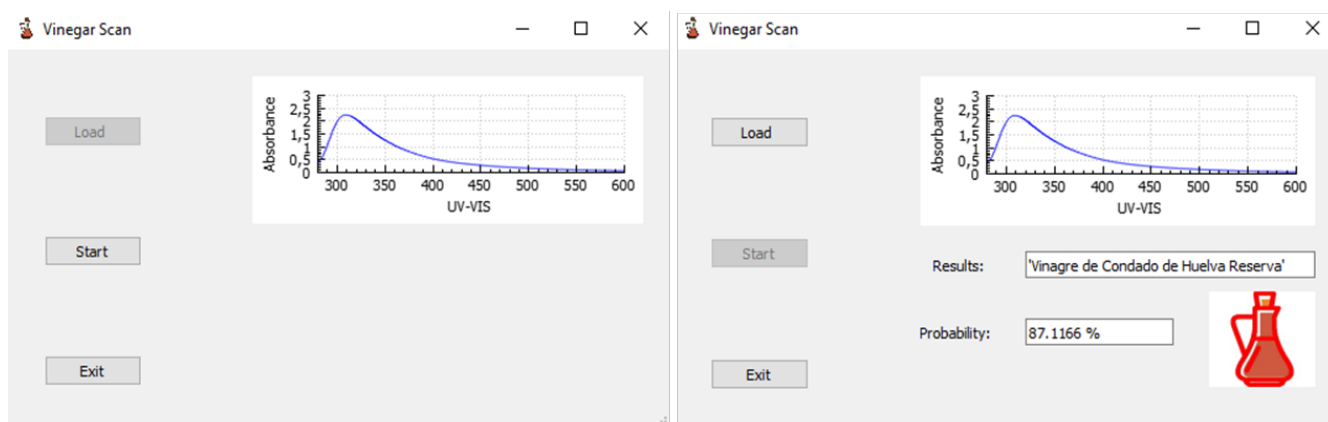 Vinegar Scan
Load
Start
Exit
Absorbance
3
2,5
2
1,5
1
0,5
0
300 350 400 450 500 550 600
UV-VIS
Vinegar Scan
Load
Start
Exit
Absorbance
3
2,5
2
1,5
1
0,5
0
300 350 400 450 500 550 600
UV-VIS
Results: 'Vinagre de Condado de Huelva Reserva'
Probability: 87.1166 %